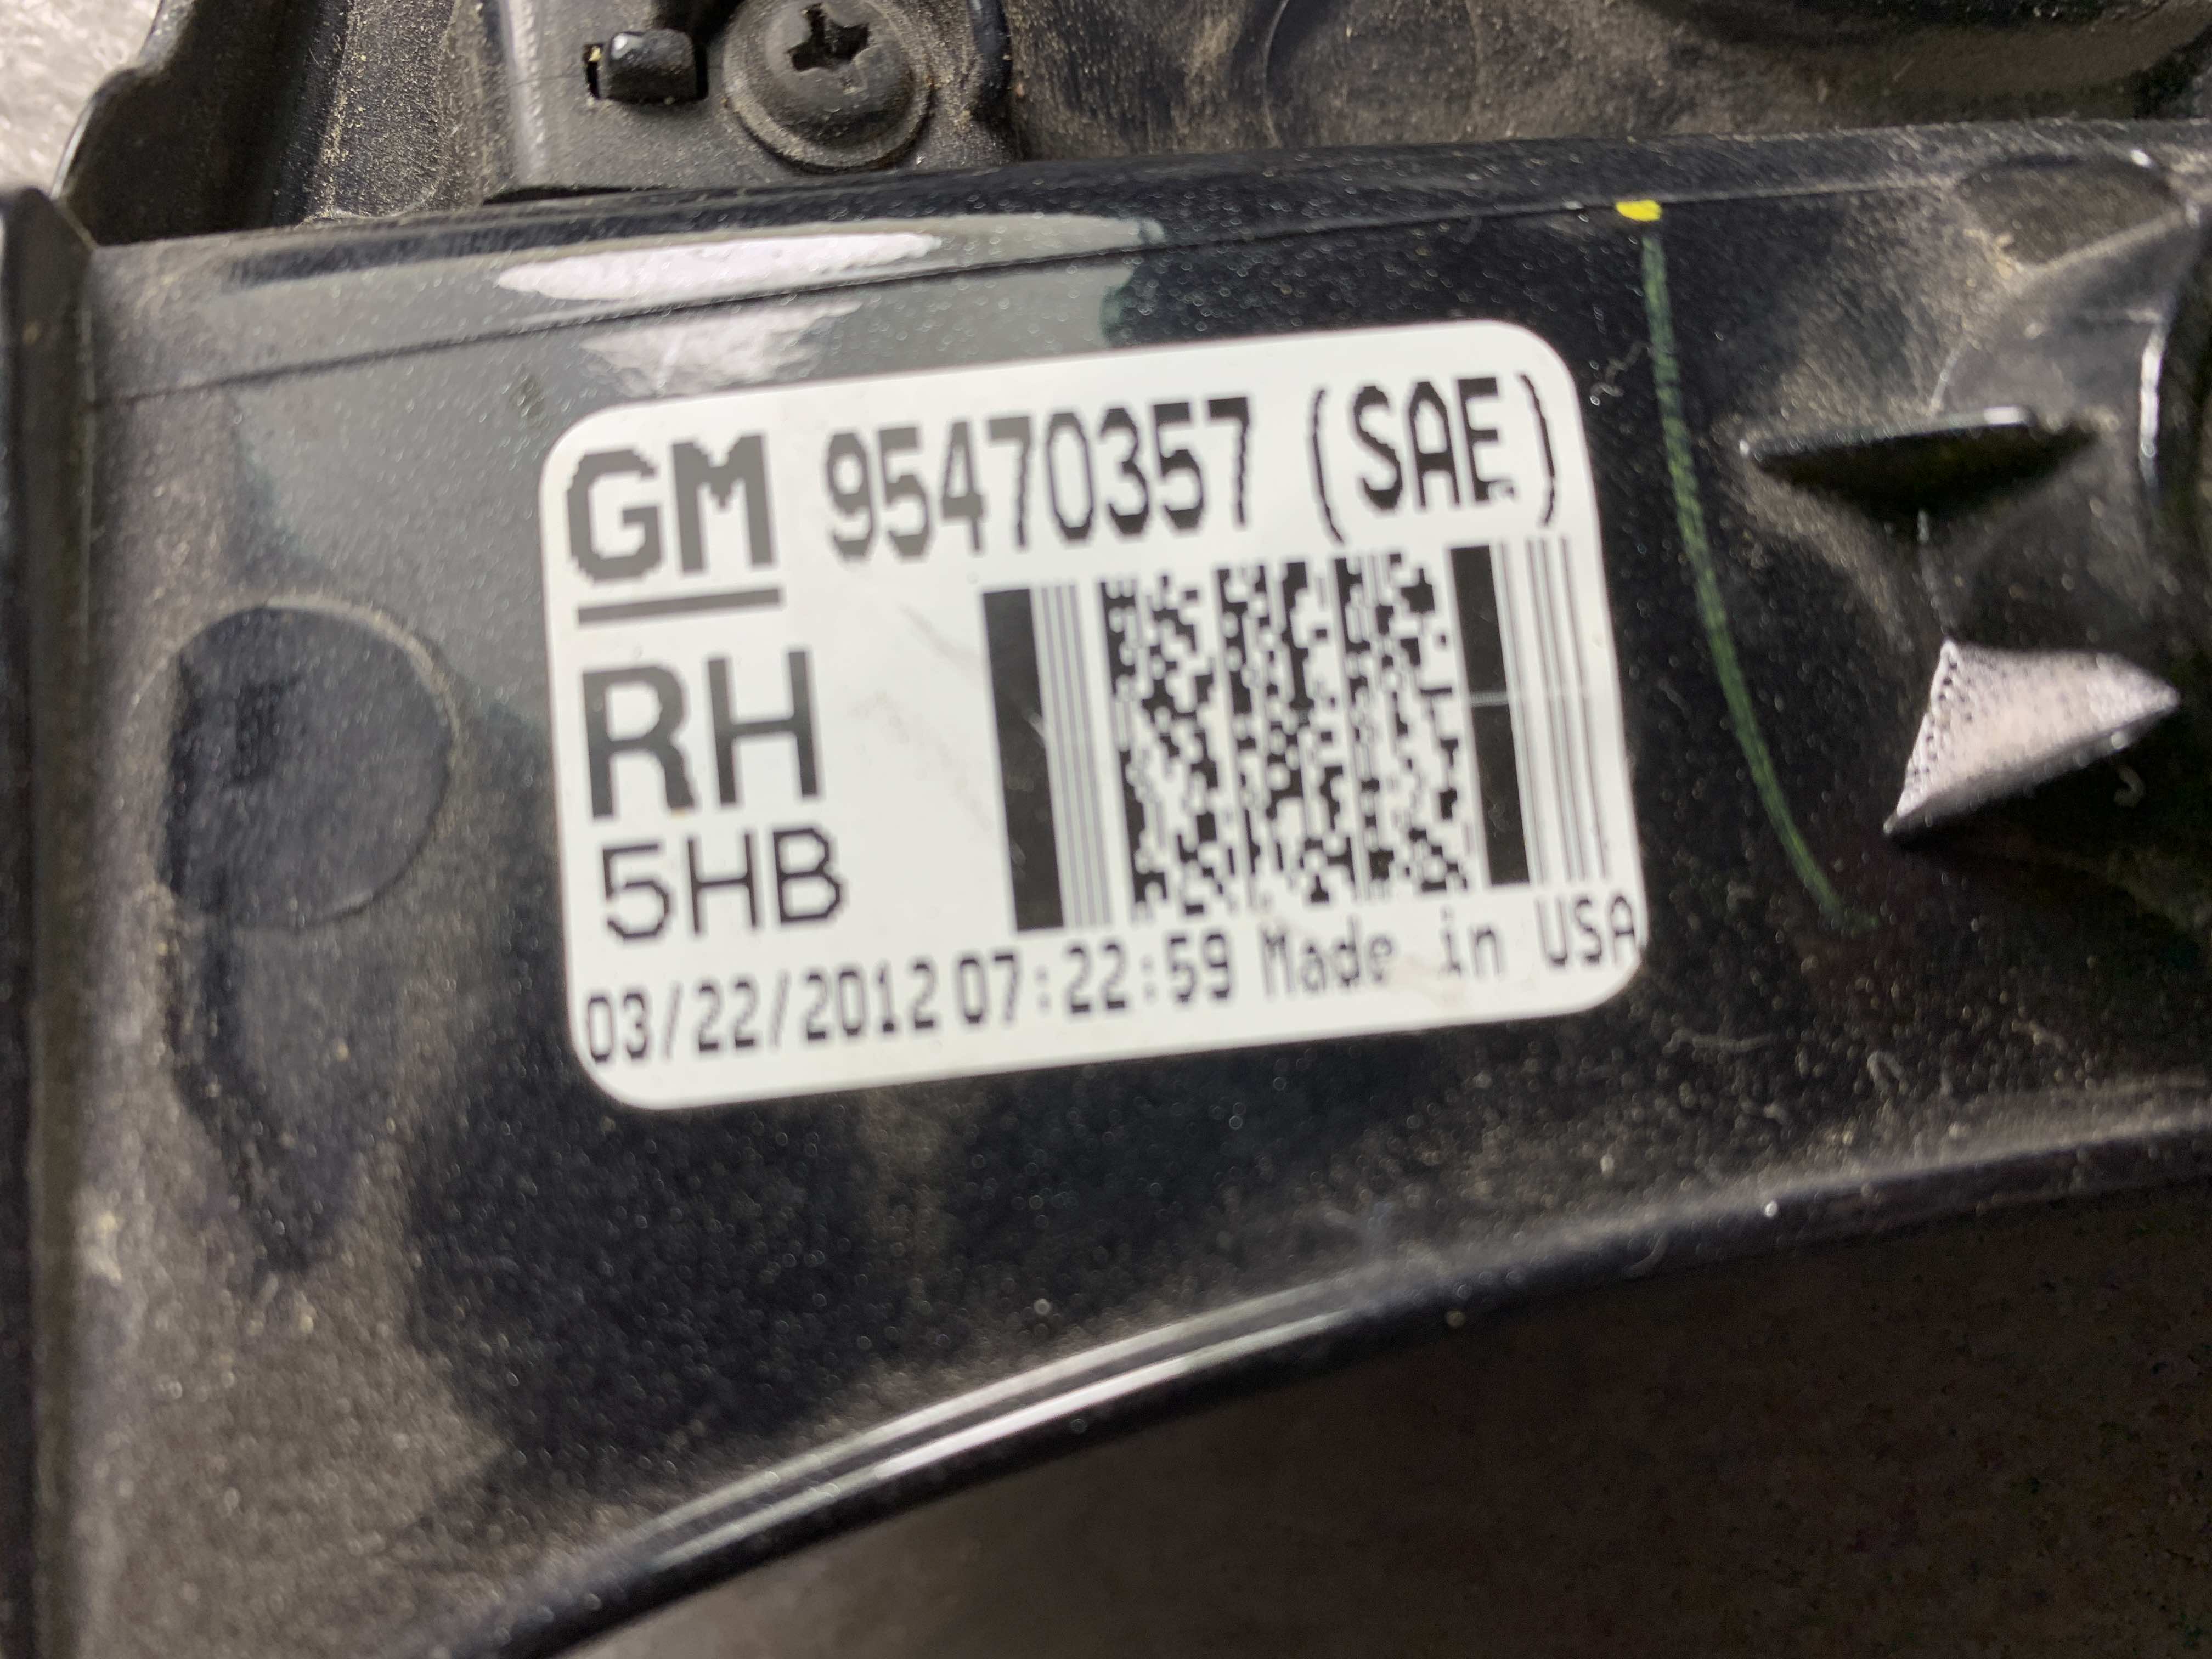 GM 95470357 (SAE)
RH
5HB
03/22/2012 07:22:59 Made in USA